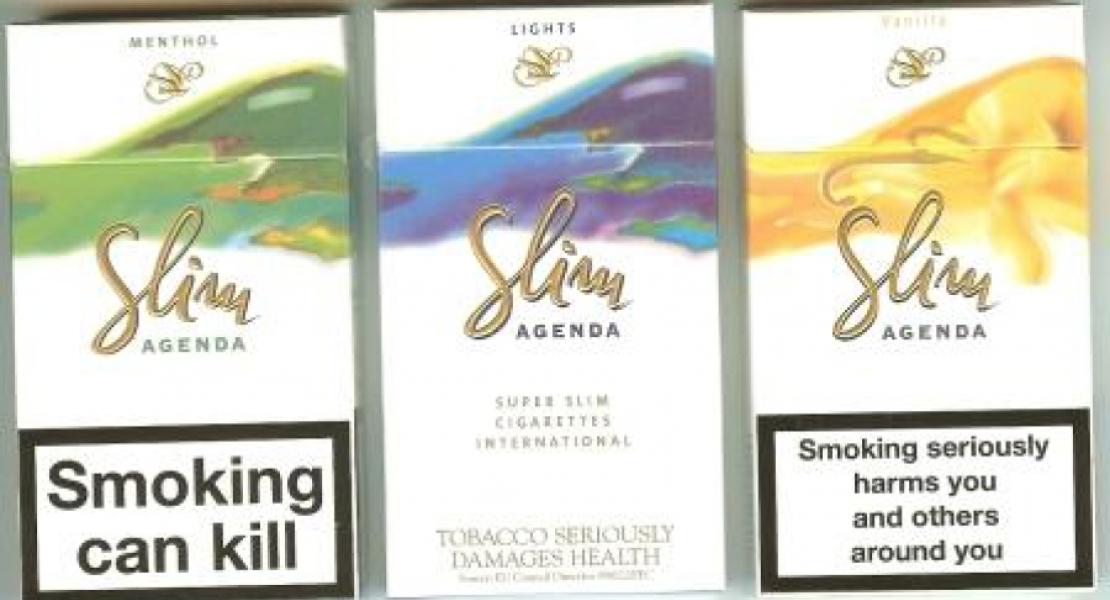 MENTHOL
Slim
AGENDA
Smoking
can kill
LIGHTS
Slim
AGENDA
SUPER SLIM
CIGARETTES
INTERNATIONAL
TOBACCO SERIOUSLY
DAMAGES HEALTH
Vanilla
Slim
AGENDA
Smoking seriously
harms you
and others
around you